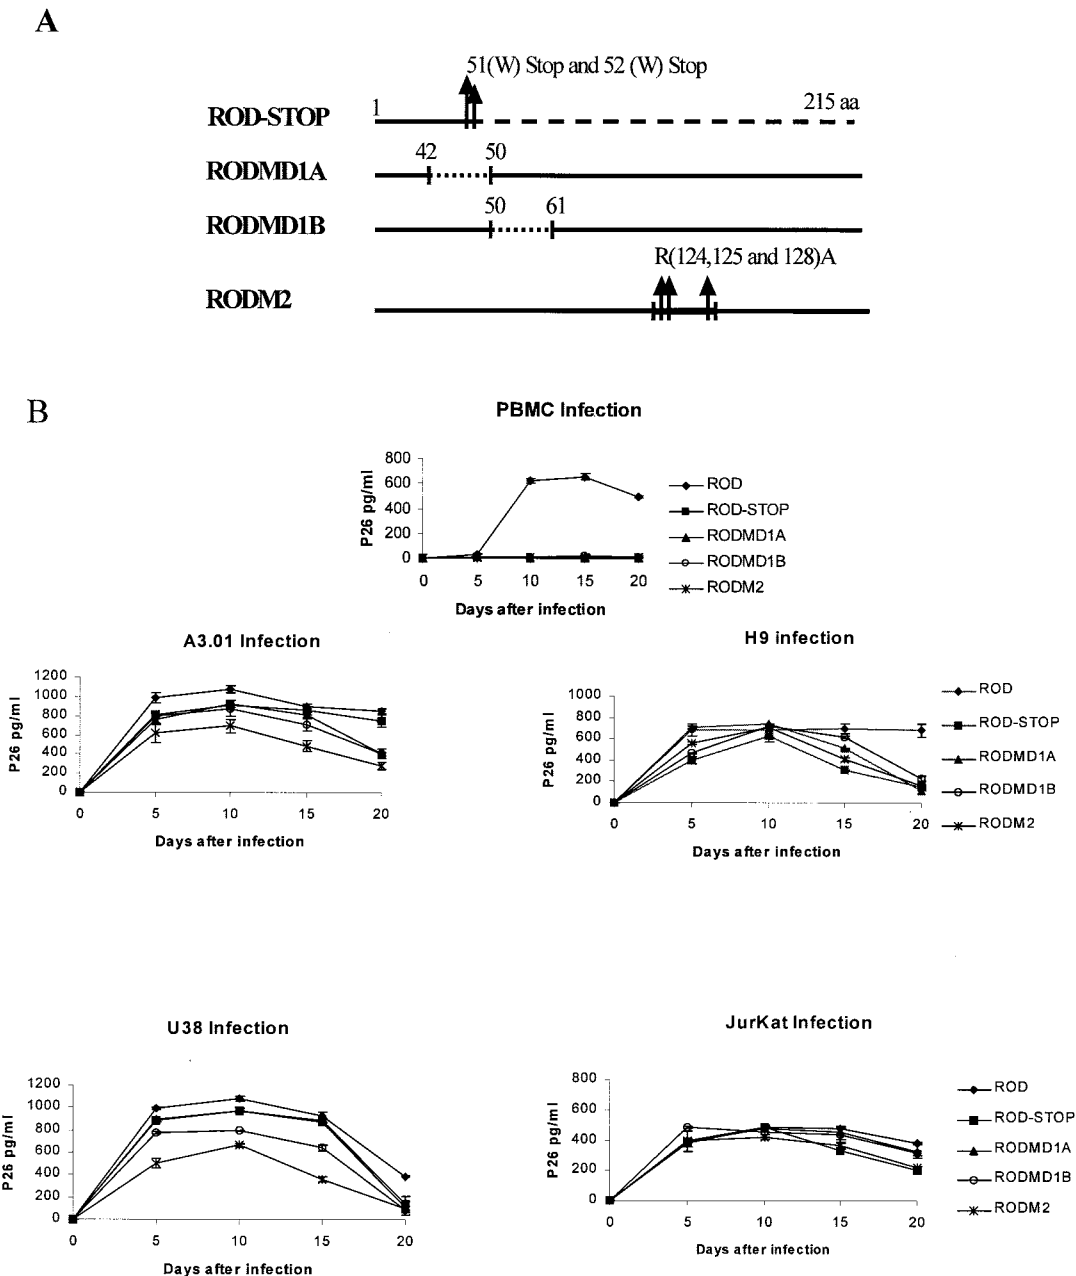 A
51(W) Stop and 52 (W) Stop
ROD-STOP
1
215 aa
RODMD1A
42
50
RODMD1B
50
61
R(124,125 and 128)A
RODM2
B
PBMC Infection
P26 pg/ml
800
600
400
200
0
0 5 10 15 20
Days after infection
ROD
ROD-STOP
RODMD1A
RODMD1B
RODM2
A3.01 Infection
P26 pg/ml
1200
1000
800
600
400
200
0
0 5 10 15 20
Days after infection
H9 infection
P26 pg/ml
1000
800
600
400
200
0
0 5 10 15 20
Days after infection
ROD
ROD-STOP
RODMD1A
RODMD1B
RODM2
U38 Infection
P26 pg/ml
1200
1000
800
600
400
200
0
0 5 10 15 20
Days after infection
JurKat Infection
P26 pg/ml
800
600
400
200
0
0 5 10 15 20
Days after infection
ROD
ROD-STOP
RODMD1A
RODMD1B
RODM2